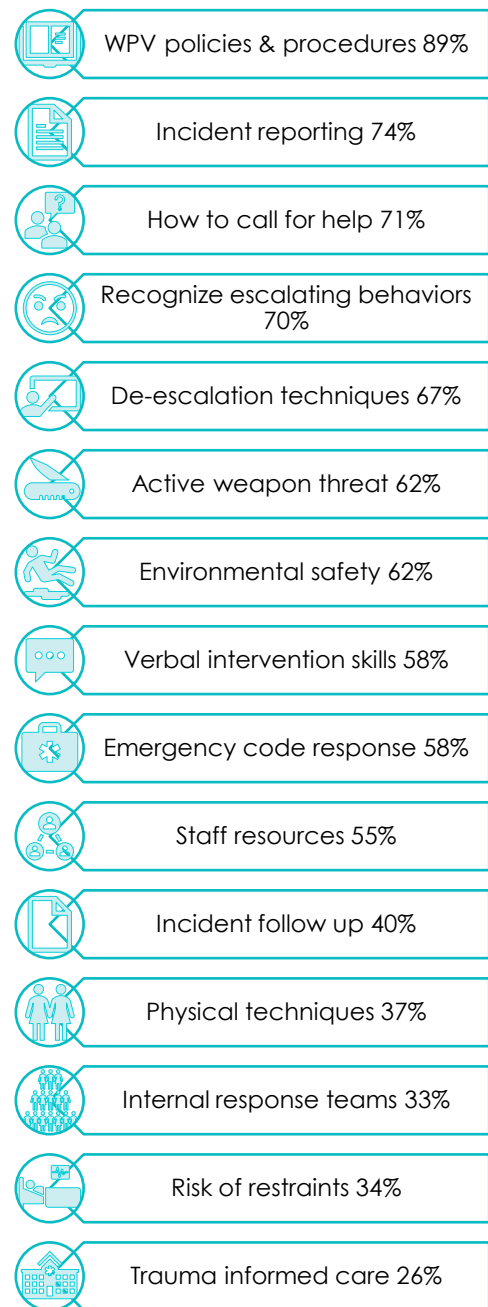 WPV policies & procedures 89%
Incident reporting 74%
How to call for help 71%
Recognize escalating behaviors
70%
De-escalation techniques 67%
Active weapon threat 62%
Environmental safety 62%
Verbal intervention skills 58%
Emergency code response 58%
Staff resources 55%
Incident follow up 40%
Physical techniques 37%
Internal response teams 33%
Risk of restraints 34%
Trauma informed care 26%